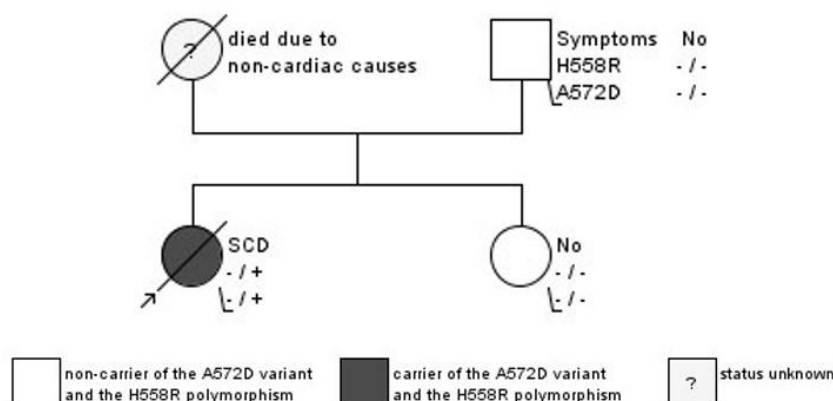 ?
died due to
non-cardiac causes
Symptoms No
H558R - / -
A572D - / -
SCD
- / +
- / +
No
- / -
- / -
non-carrier of the A572D variant
and the H558R polymorphism
carrier of the A572D variant
and the H558R polymorphism
?
status unknown